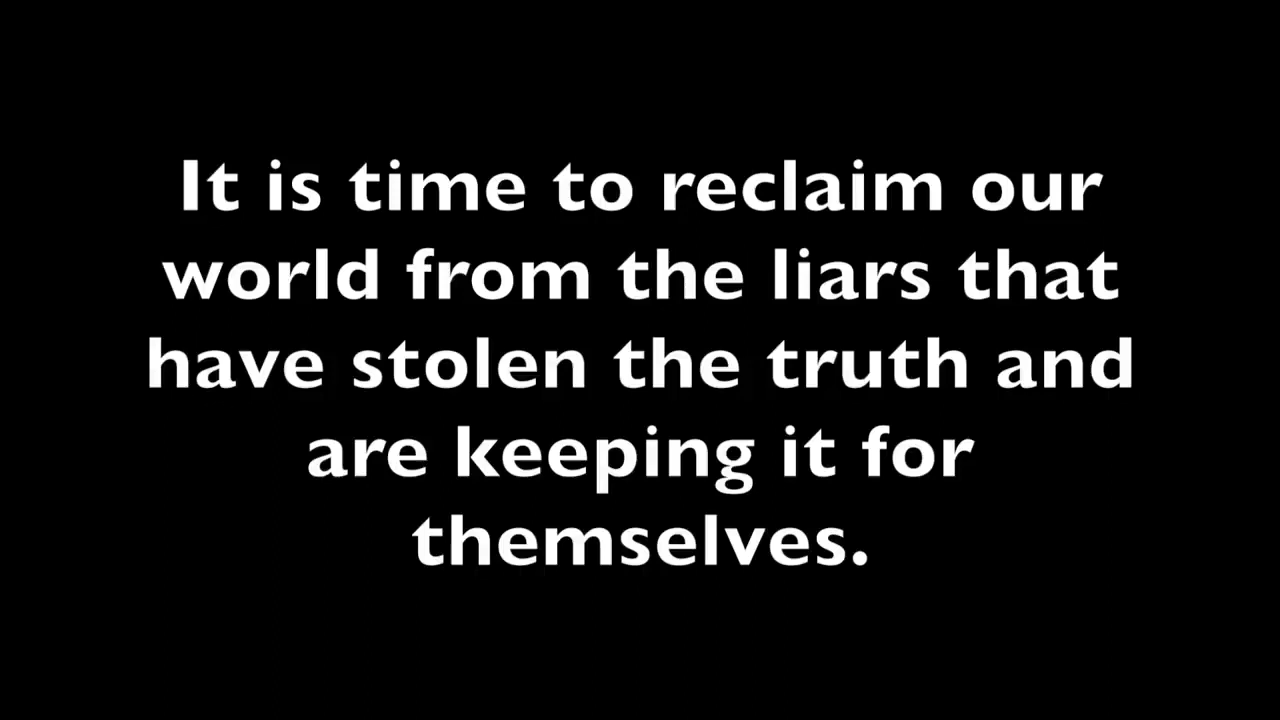 It is time to reclaim our
world from the liars that
have stolen the truth and
are keeping it for
themselves.